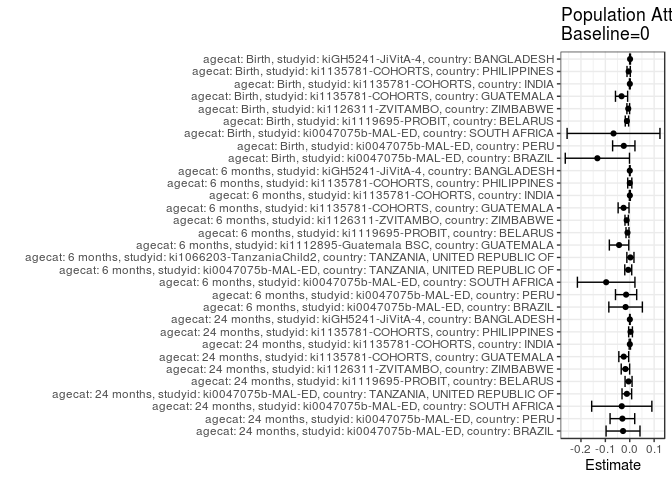 Population Att
Baseline=0
agecat: Birth, studyid: kiGH5241-JiVitA-4, country: BANGLADESH
agecat: Birth, studyid: ki1135781-COHORTS, country: PHILIPPINES
agecat: Birth, studyid: ki1135781-COHORTS, country: INDIA
agecat: Birth, studyid: ki1135781-COHORTS, country: GUATEMALA
agecat: Birth, studyid: ki1126311-ZVITAMBO, country: ZIMBABWE
agecat: Birth, studyid: ki1119695-PROBIT, country: BELARUS
agecat: Birth, studyid: ki0047075b-MAL-ED, country: SOUTH AFRICA
agecat: Birth, studyid: ki0047075b-MAL-ED, country: PERU
agecat: Birth, studyid: ki0047075b-MAL-ED, country: BRAZIL
agecat: 6 months, studyid: kiGH5241-JiVitA-4, country: BANGLADESH
agecat: 6 months, studyid: ki1135781-COHORTS, country: PHILIPPINES
agecat: 6 months, studyid: ki1135781-COHORTS, country: INDIA
agecat: 6 months, studyid: ki1135781-COHORTS, country: GUATEMALA
agecat: 6 months, studyid: ki1126311-ZVITAMBO, country: ZIMBABWE
agecat: 6 months, studyid: ki1119695-PROBIT, country: BELARUS
agecat: 6 months, studyid: ki1112895-Guatemala BSC, country: GUATEMALA
agecat: 6 months, studyid: ki1066203-TanzaniaChild2, country: TANZANIA, UNITED REPUBLIC OF
agecat: 6 months, studyid: ki0047075b-MAL-ED, country: TANZANIA, UNITED REPUBLIC OF
agecat: 6 months, studyid: ki0047075b-MAL-ED, country: SOUTH AFRICA
agecat: 6 months, studyid: ki0047075b-MAL-ED, country: PERU
agecat: 6 months, studyid: ki0047075b-MAL-ED, country: BRAZIL
agecat: 24 months, studyid: kiGH5241-JiVitA-4, country: BANGLADESH
agecat: 24 months, studyid: ki1135781-COHORTS, country: PHILIPPINES
agecat: 24 months, studyid: ki1135781-COHORTS, country: INDIA
agecat: 24 months, studyid: ki1135781-COHORTS, country: GUATEMALA
agecat: 24 months, studyid: ki1126311-ZVITAMBO, country: ZIMBABWE
agecat: 24 months, studyid: ki1119695-PROBIT, country: BELARUS
agecat: 24 months, studyid: ki0047075b-MAL-ED, country: TANZANIA, UNITED REPUBLIC OF
agecat: 24 months, studyid: ki0047075b-MAL-ED, country: SOUTH AFRICA
agecat: 24 months, studyid: ki0047075b-MAL-ED, country: PERU
agecat: 24 months, studyid: ki0047075b-MAL-ED, country: BRAZIL
-0.2 -0.1 0.0 0.1
Estimate